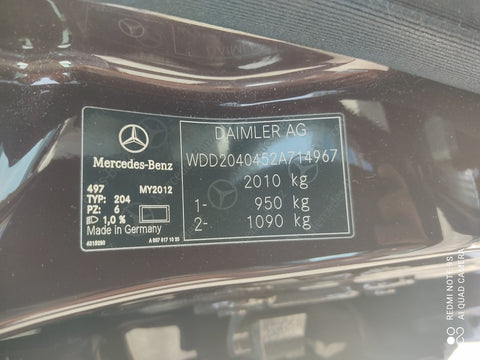 Mercedes-Benz
497 MY2012
TYP: 204
PZ: 6
1,0 %
Made in Germany
DAIMLER AG
WDD2040452A714967
2010 kg
1- 950 kg
2- 1090 kg
REDMI NOTE 8
AI QUAD CAMERA